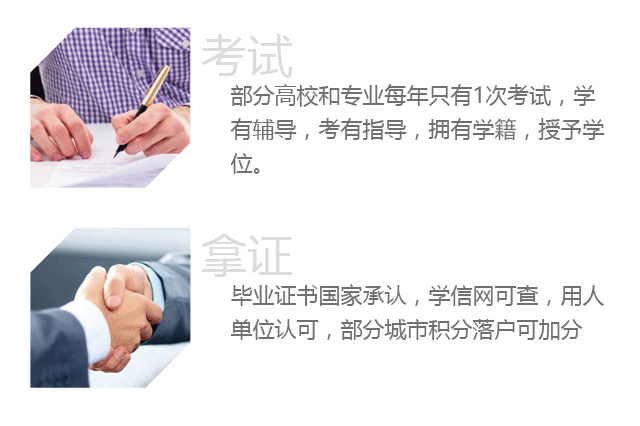 考试
部分高校和专业每年只有1次考试，学
有辅导，考有指导，拥有学籍，授予学
位。
拿证
毕业证书国家承认，学信网可查，用人
单位认可，部分城市积分落户可加分